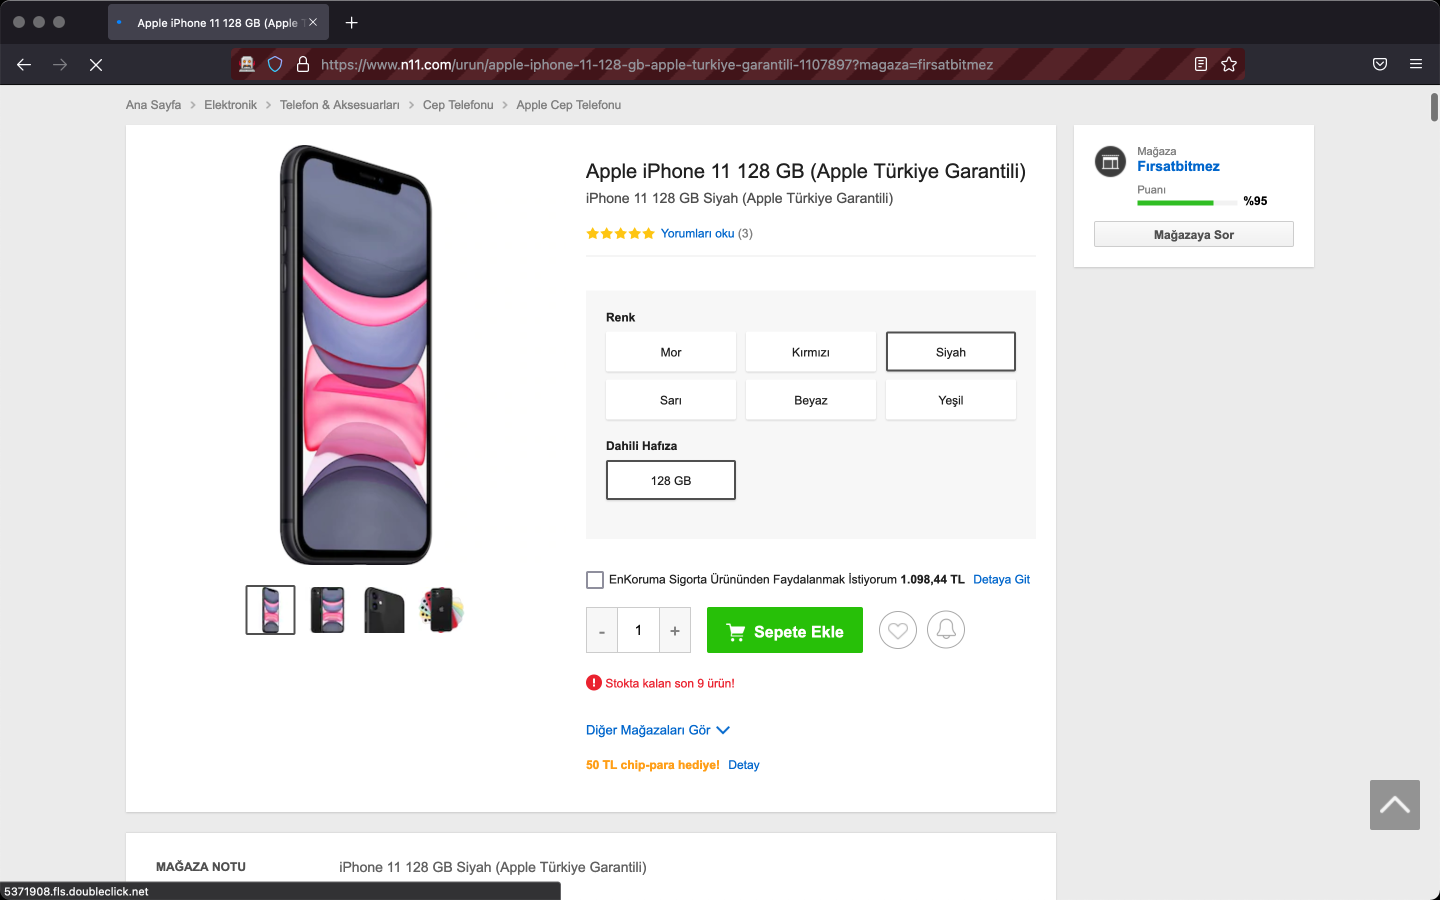 Apple iPhone 11 128 GB (Apple T
https://www.n11.com/urun/apple-iphone-11-128-gb-apple-turkiye-garantili-1107897?magaza=firsatbitmez
Ana Sayfa > Elektronik > Telefon & Aksesuarları > Cep Telefonu > Apple Cep Telefonu
Apple iPhone 11 128 GB (Apple Türkiye Garantili)
iPhone 11 128 GB Siyah (Apple Türkiye Garantili)
Yorumları oku (3)
Renk
Mor
Kırmızı
Siyah
Sarı
Beyaz
Yeşil
Dahili Hafıza
128 GB
EnKoruma Sigorta Ürününden Faydalanmak İstiyorum 1.098,44 TL Detaya Git
- 1 +
Sepete Ekle
Stokta kalan son 9 ürün!
Diğer Mağazaları Gör
50 TL chip-para hediye! Detay
Mağaza
Fırsatbitmez
Puanı
%95
Mağazaya Sor
MAĞAZA NOTU
iPhone 11 128 GB Siyah (Apple Türkiye Garantili)
5371908.fls.doubleclick.net